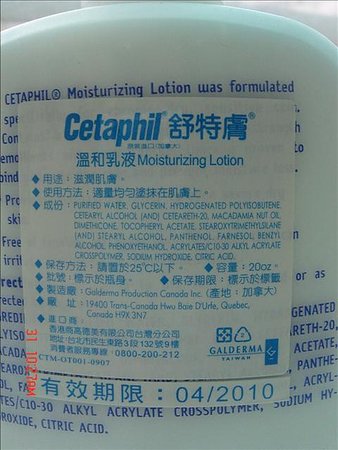 CETAPHIL® Moisturizing Lotion was formulated
Cetaphil® 舒特膚®
原裝進口(加拿大)
溫和乳液 Moisturizing Lotion
◆ 用途：滋潤肌膚。
◆ 使用方法：適量均勻塗抹在肌膚上。
◆ 成份：PURIFIED WATER, GLYCERIN, HYDROGENATED POLYISOBUTENE,
CETEARYL ALCOHOL (AND) CETEARETH-20, MACADAMIA NUT OIL,
DIMETHICONE, TOCOPHERYL ACETATE, STEAROXYTRIMETHYLSILANE
(AND) STEARYL ALCOHOL, PANTHENOL, FARNESOL, BENZYL
ALCOHOL, PHENOXYETHANOL, ACRYLATES/C10-30 ALKYL ACRYLATE
CROSSPOLYMER, SODIUM HYDROXIDE, CITRIC ACID.
◆ 保存方法：請置於25℃以下。 ◆ 容量：20oz.
◆ 批號：標示於瓶身。 ◆ 保存期限：標示於標籤
◆ 製造廠：Galderma Production Canada Inc. (產地：加拿大)
◆ 廠 址：19400 Trans-Canada Hwu Baie D'Urfe, Quebec,
Canada H9X 3N7
◆ 進口商：
香港商高德美有限公司台灣分公司
地址：台北市民生東路3段132號9樓
消費者服務專線：0800-200-212
CTM-OT001-0907
GALDERMA
TAIWAN
有效期限：04/2010
ES/C10-30 ALKYL ACRYLATE CROSSPOLYMER, SODIUM HY-
ROXIDE, CITRIC ACID.